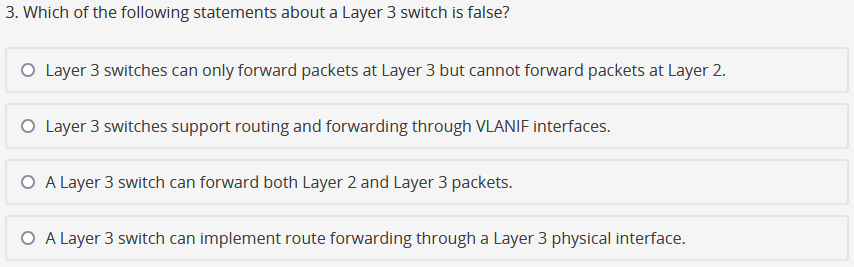 3. Which of the following statements about a Layer 3 switch is false?
Layer 3 switches can only forward packets at Layer 3 but cannot forward packets at Layer 2.
Layer 3 switches support routing and forwarding through VLANIF interfaces.
A Layer 3 switch can forward both Layer 2 and Layer 3 packets.
A Layer 3 switch can implement route forwarding through a Layer 3 physical interface.